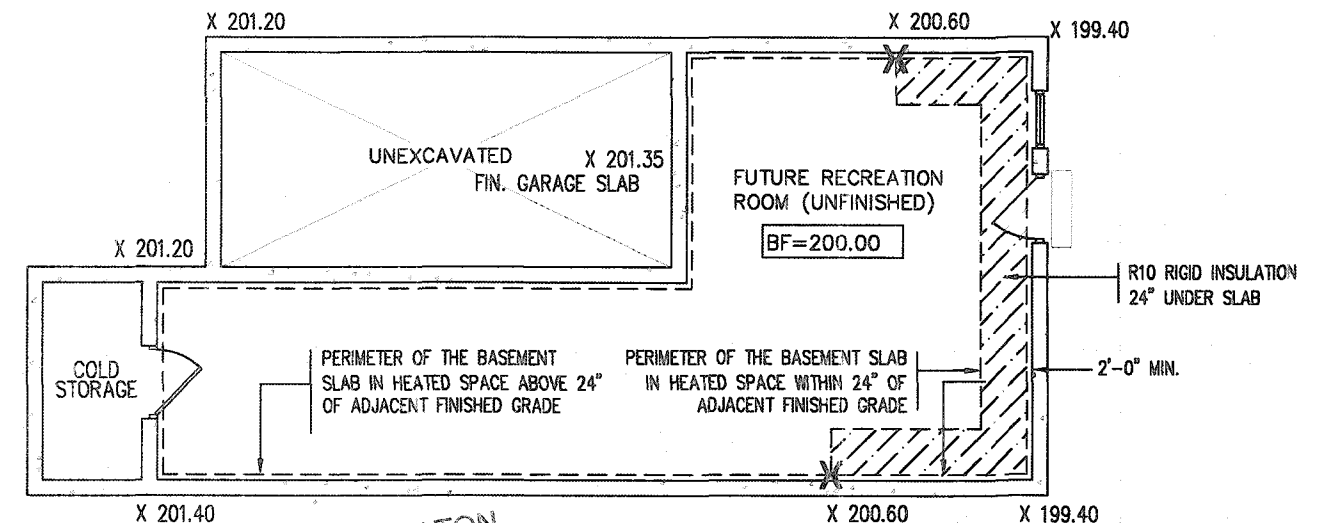 X 201.20
X 200.60
X 199.40
UNEXCAVATED
X 201.35
FIN. GARAGE SLAB
FUTURE RECREATION
ROOM (UNFINISHED)
BF=200.00
X 201.20
R10 RIGID INSULATION
24" UNDER SLAB
COLD
STORAGE
PERIMETER OF THE BASEMENT
SLAB IN HEATED SPACE ABOVE 24"
OF ADJACENT FINISHED GRADE
PERIMETER OF THE BASEMENT SLAB
IN HEATED SPACE WITHIN 24" OF
ADJACENT FINISHED GRADE
2'-0" MIN.
X 201.40
X 200.60
X 199.40